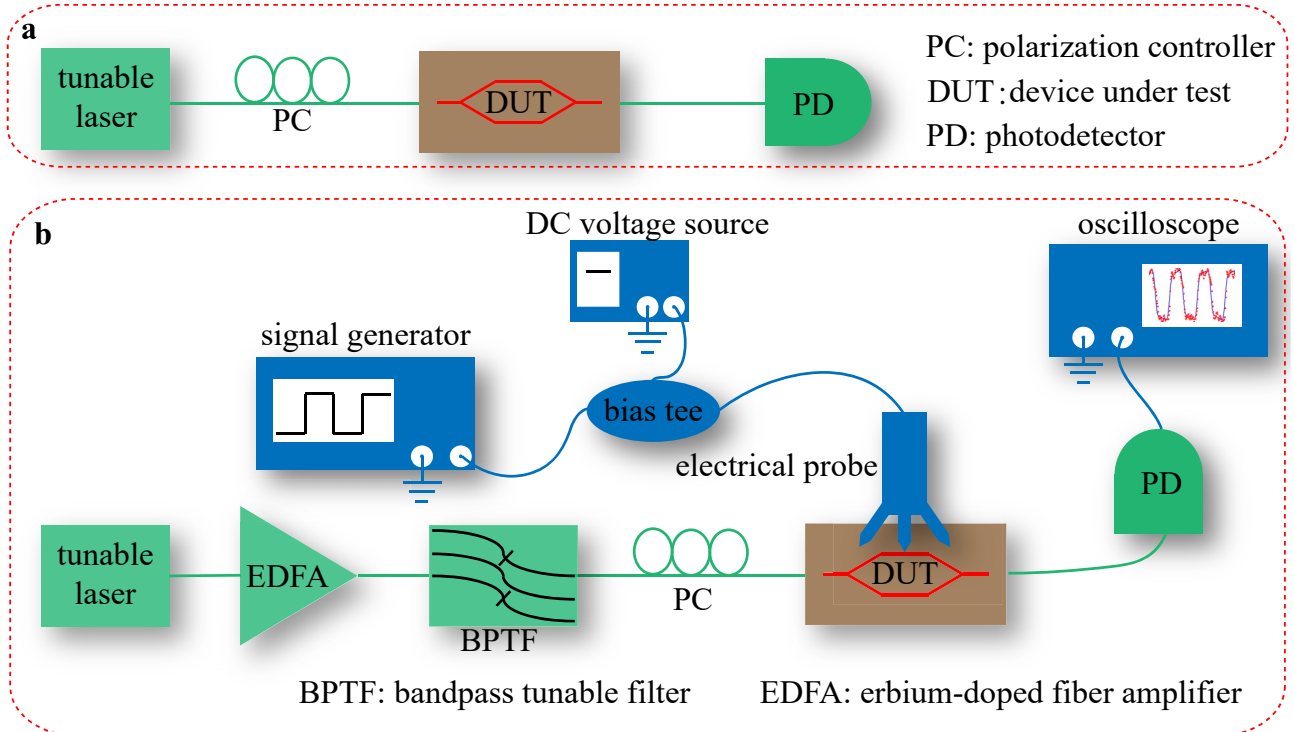 a
tunable
laser
PC
DUT
PD
PC: polarization controller
DUT:device under test
PD: photodetector
b
DC voltage source
oscilloscope
signal generator
bias tee
electrical probe
PD
tunable
laser
EDFA
BPTF
PC
DUT
BPTF: bandpass tunable filter
EDFA: erbium-doped fiber amplifier